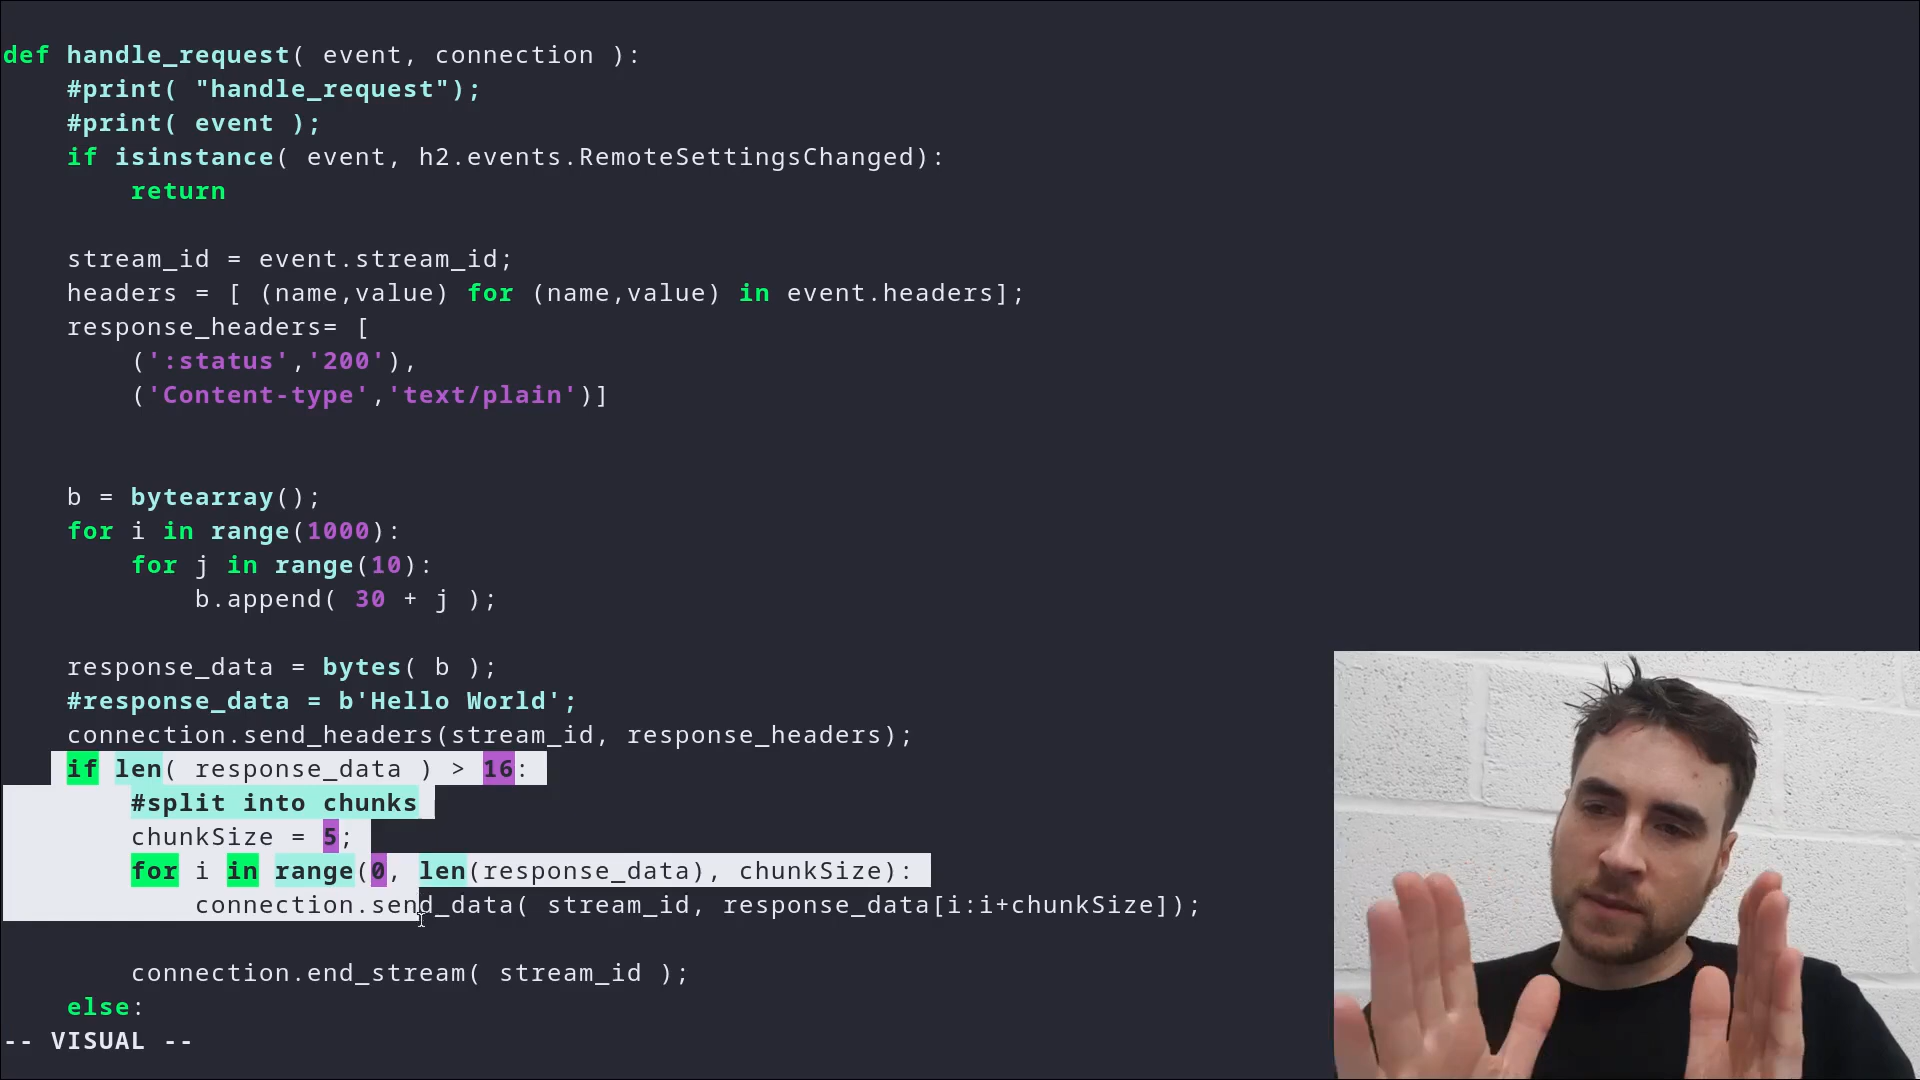 def handle_request( event, connection ):
#print( "handle_request");
#print( event );
if isinstance( event, h2.events.RemoteSettingsChanged):
return
stream_id = event.stream_id;
headers = [ (name,value) for (name,value) in event.headers];
response_headers= [
(':status','200'),
('Content-type','text/plain')]
b = bytearray();
for i in range(1000):
for j in range(10):
b.append( 30 + j );
response_data = bytes( b );
#response_data = b'Hello World';
connection.send_headers(stream_id, response_headers);
if len( response_data ) > 16:
#split into chunks
chunkSize = 5;
for i in range(0, len(response_data), chunkSize):
connection.send_data( stream_id, response_data[i:i+chunkSize]);
connection.end_stream( stream_id );
else:
-- VISUAL --